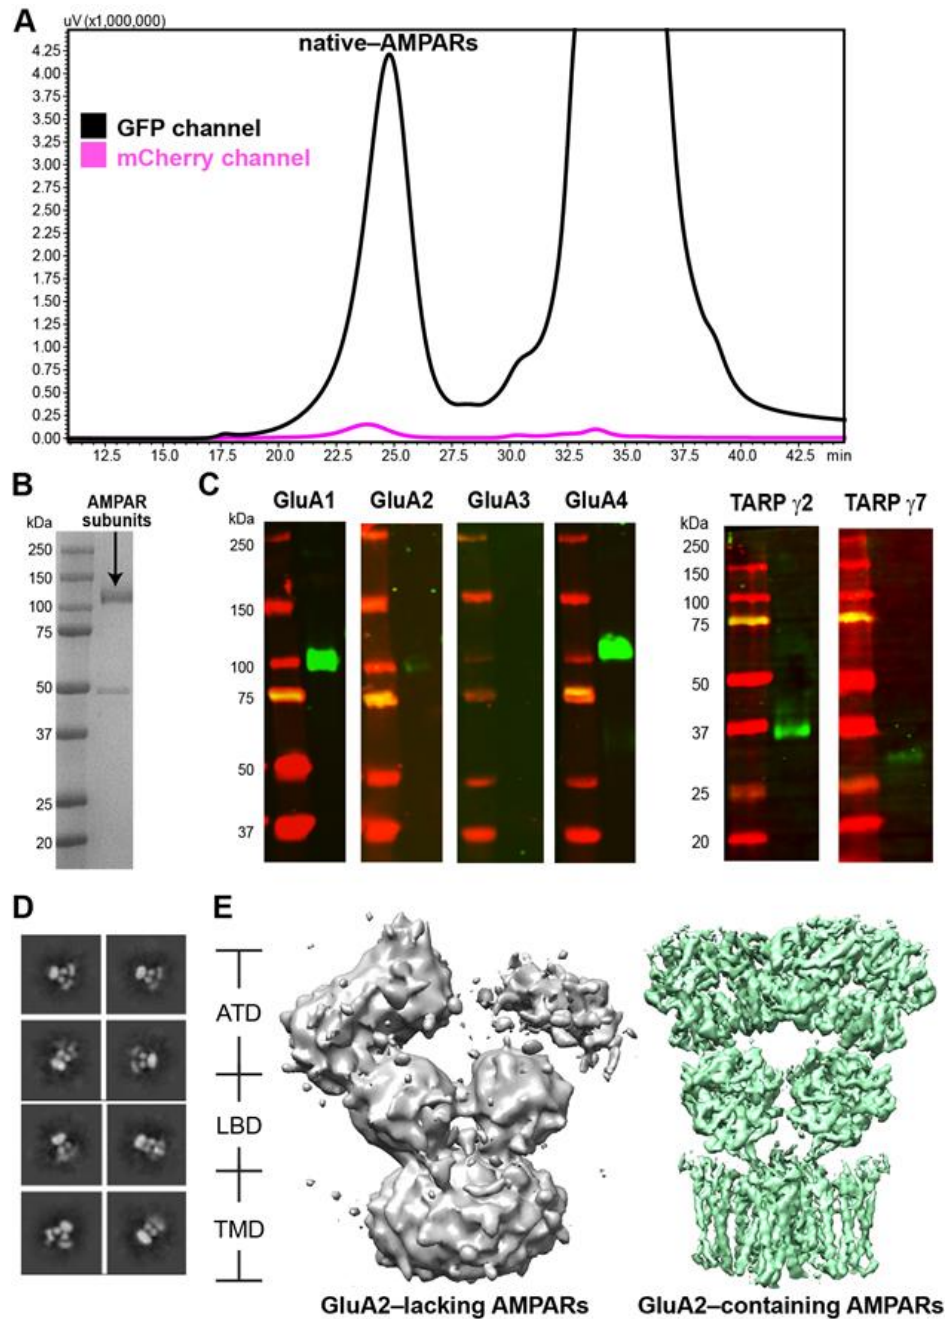 A
uV (x1,000,000)
native–AMPARs
4.25
4.00
3.75
3.50
3.25
3.00
2.75
2.50
2.25
2.00
1.75
1.50
1.25
1.00
0.75
0.50
0.25
0.00
GFP channel
mCherry channel
12.5 15.0 17.5 20.0 22.5 25.0 27.5 30.0 32.5 35.0 37.5 40.0 42.5 min
B
AMPAR
subunits
kDa
250
150
100
75
50
37
25
20
C
GluA1 GluA2 GluA3 GluA4
kDa
250
150
100
75
50
37
TARP γ2 TARP γ7
kDa
250
150
100
75
50
37
25
20
D
E
ATD
LBD
TMD
GluA2–lacking AMPARs
GluA2–containing AMPARs